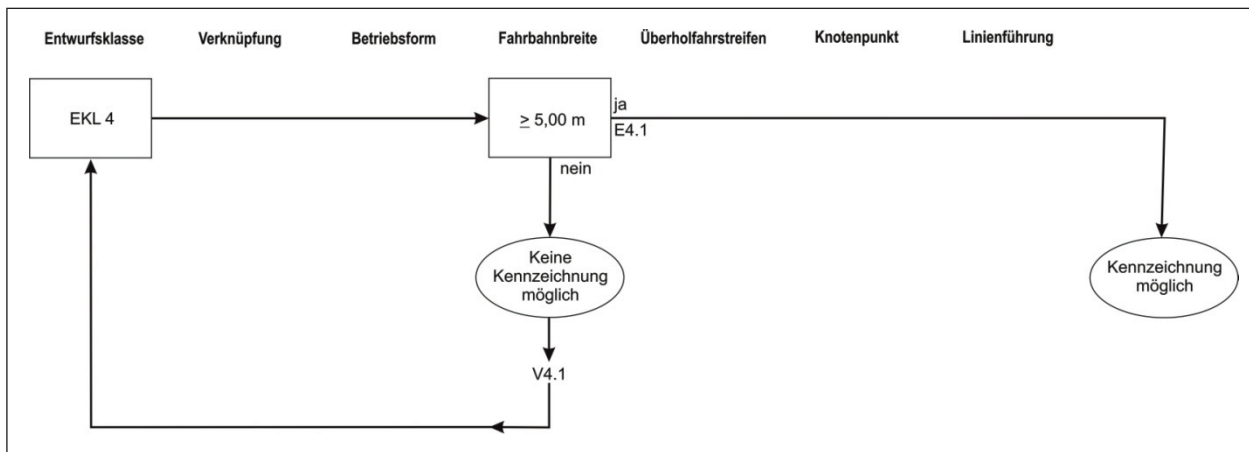 Entwurfsklasse Verknüpfung Betriebsform Fahrbahnbreite Überholfahrstreifen Knotenpunkt Linienführung
EKL 4
≥ 5,00 m
ja
E4.1
nein
Keine
Kennzeichnung
möglich
Kennzeichnung
möglich
V4.1